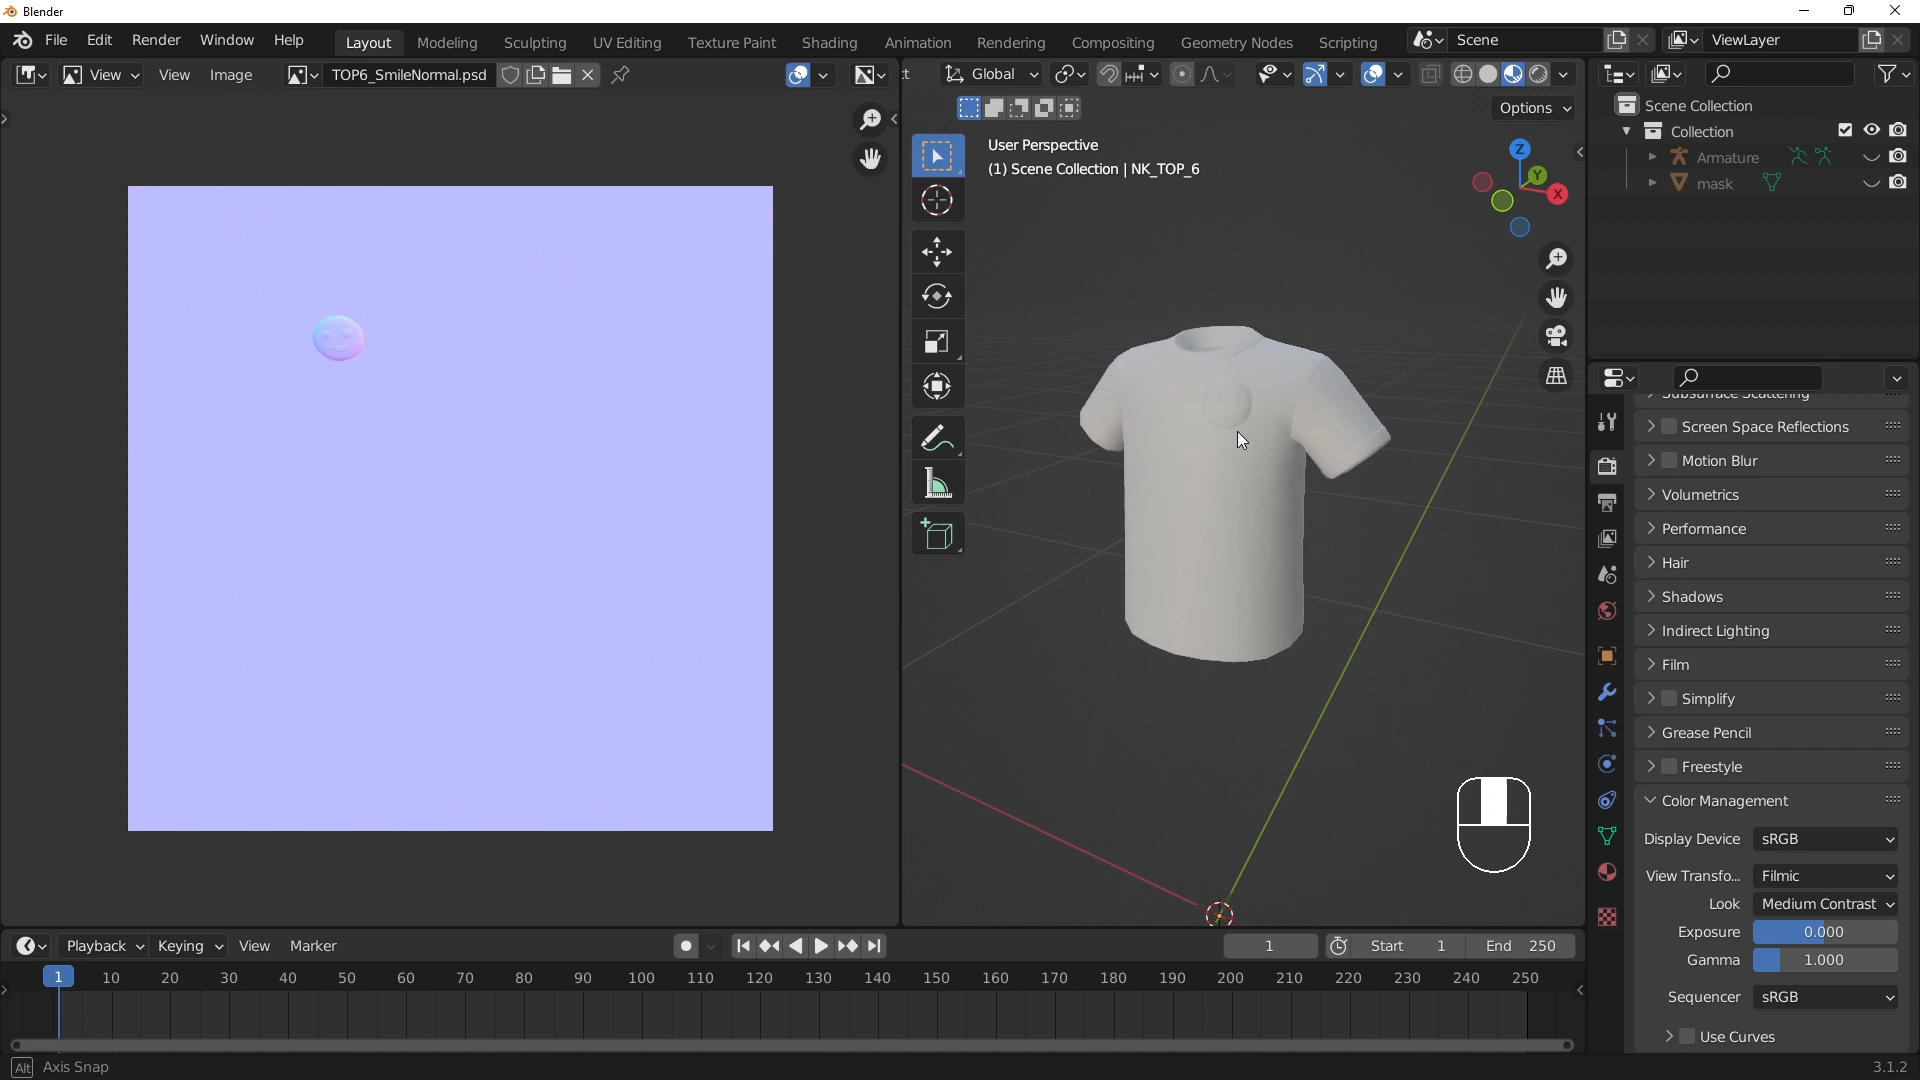 Blender
File Edit Render Window Help Layout Modeling Sculpting UV Editing Texture Paint Shading Animation Rendering Compositing Geometry Nodes Scripting Scene ViewLayer
View View Image TOP6_SmileNormal.psd Global
Options
User Perspective
(1) Scene Collection | NK_TOP_6
Z
Y
X
Scene Collection
Collection
Armature
mask
Subsurface Scattering
Screen Space Reflections
Motion Blur
Volumetrics
Performance
Hair
Shadows
Indirect Lighting
Film
Simplify
Grease Pencil
Freestyle
Color Management
Display Device sRGB
View Transfo... Filmic
Look Medium Contrast
Exposure 0.000
Gamma 1.000
Sequencer sRGB
Use Curves
Playback Keying View Marker 1 Start 1 End 250
1 10 20 30 40 50 60 70 80 90 100 110 120 130 140 150 160 170 180 190 200 210 220 230 240 250
Alt Axis Snap
3.1.2